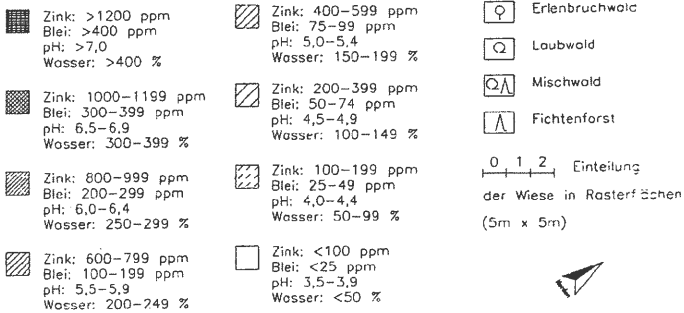 Zink: >1200 ppm
Blei: >400 ppm
pH: >7,0
Wasser: >400 %
Zink: 1000-1199 ppm
Blei: 300-399 ppm
pH: 6,5-6,9
Wasser: 300-399 %
Zink: 800-999 ppm
Blei: 200-299 ppm
pH: 6,0-6,4
Wasser: 250-299 %
Zink: 600-799 ppm
Blei: 100-199 ppm
pH: 5,5-5,9
Wasser: 200-249 %
Zink: 400-599 ppm
Blei: 75-99 ppm
pH: 5,0-5,4
Wasser: 150-199 %
Zink: 200-399 ppm
Blei: 50-74 ppm
pH: 4,5-4,9
Wasser: 100-149 %
Zink: 100-199 ppm
Blei: 25-49 ppm
pH: 4,0-4,4
Wasser: 50-99 %
Zink: <100 ppm
Blei: <25 ppm
pH: 3,5-3,9
Wasser: <50 %
Erlenbruchwald
Laubwald
Mischwald
Fichtenforst
0 1 2 Einteilung
der Wiese in Rasterflächen
(5m x 5m)